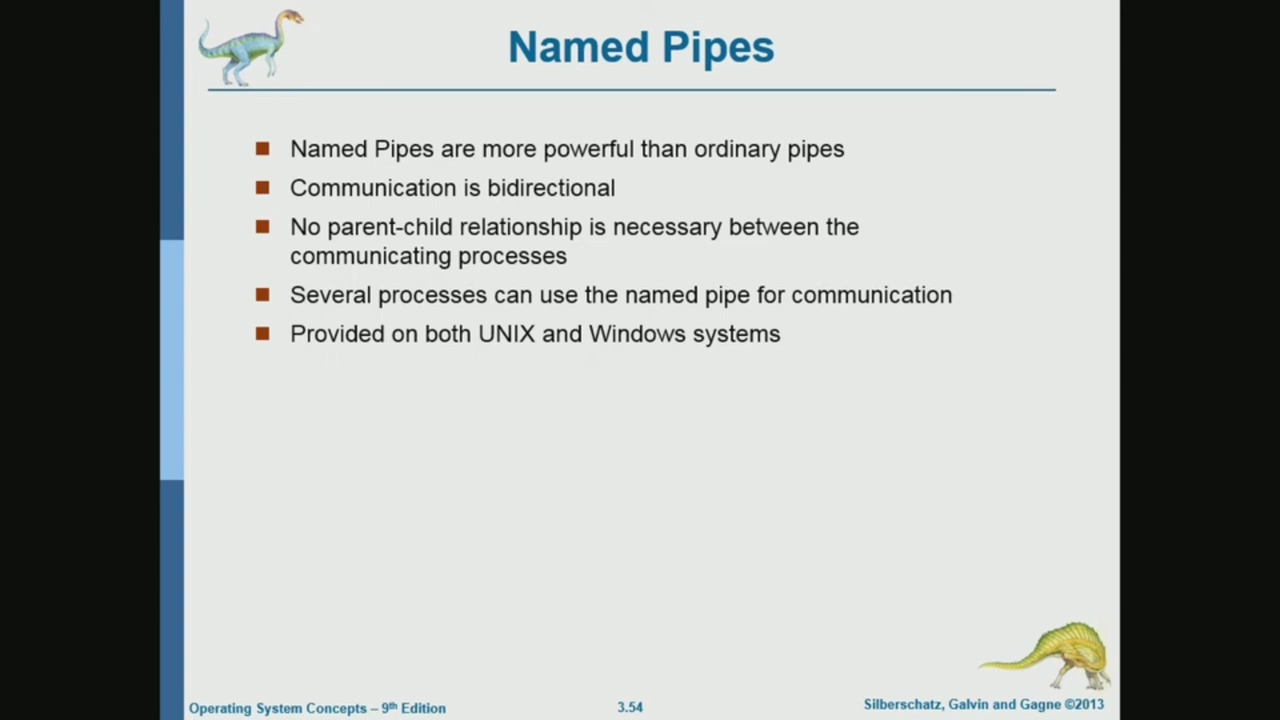 Named Pipes
Named Pipes are more powerful than ordinary pipes
Communication is bidirectional
No parent-child relationship is necessary between the
communicating processes
Several processes can use the named pipe for communication
Provided on both UNIX and Windows systems
Operating System Concepts – 9th Edition
3.54
Silberschatz, Galvin and Gagne ©2013